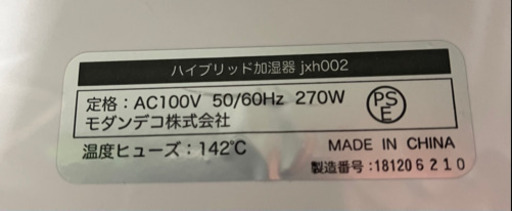 ハイブリッド加湿器 jxh002
定格：AC100V 50/60Hz 270W
PSE
モダンデコ株式会社
温度ヒューズ：142℃
MADE IN CHINA
製造番号：181206210